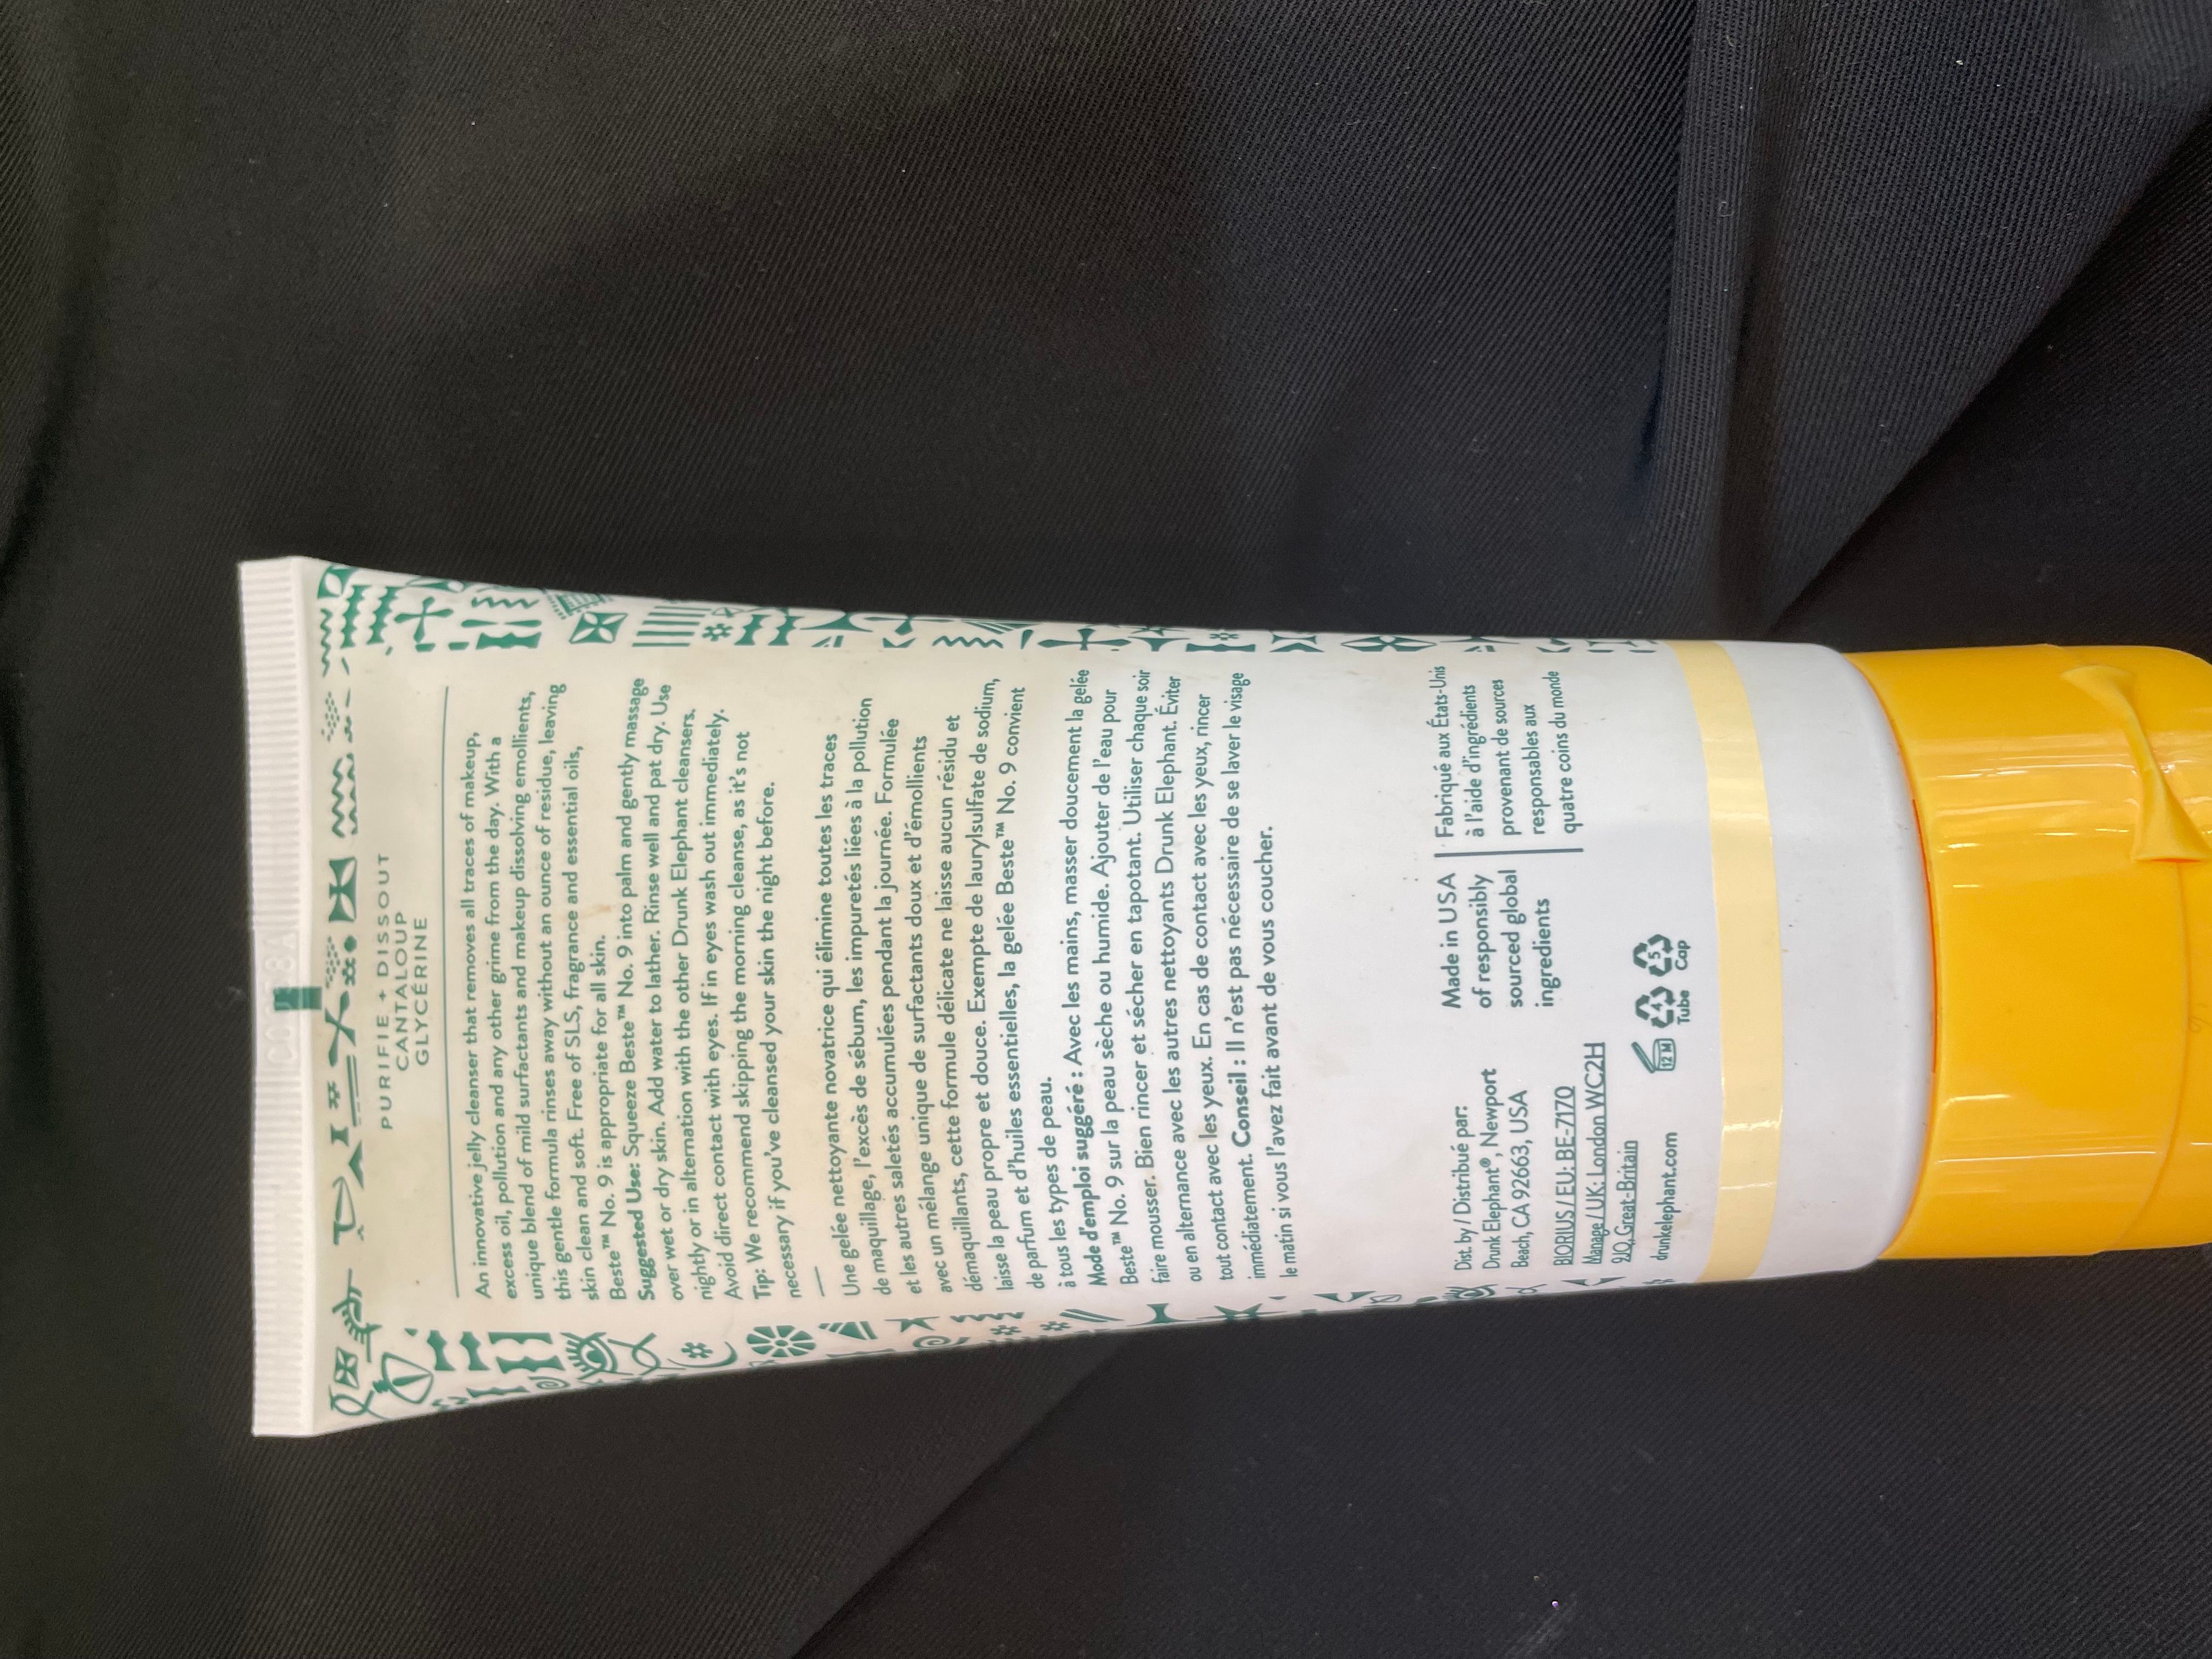 PURIFIE + DISSOUT
CANTALOUP
GLYCÉRINE
An innovative jelly cleanser that removes all traces of makeup,
excess oil, pollution and any other grime from the day. With a
unique blend of mild surfactants and makeup dissolving emollients,
this gentle formula rinses away without an ounce of residue, leaving
skin clean and soft. Free of SLS, fragrance and essential oils,
Beste™ No. 9 is appropriate for all skin.
Suggested Use: Squeeze Beste™ No. 9 into palm and gently massage
over wet or dry skin. Add water to lather. Rinse well and pat dry. Use
nightly or in alternation with the other Drunk Elephant cleansers.
Avoid direct contact with eyes. If in eyes wash out immediately.
Tip: We recommend skipping the morning cleanse, as it's not
necessary if you've cleansed your skin the night before.
—
Une gelée nettoyante novatrice qui élimine toutes les traces
de maquillage, l'excès de sébum, les impuretés liées à la pollution
et les autres saletés accumulées pendant la journée. Formulée
avec un mélange unique de surfactants doux et d'émollients
démaquillants, cette formule délicate ne laisse aucun résidu et
laisse la peau propre et douce. Exempte de laurylsulfate de sodium,
de parfum et d'huiles essentielles, la gelée Beste™ No. 9 convient
à tous les types de peau.
Mode d'emploi suggéré : Avec les mains, masser doucement la gelée
Beste™ No. 9 sur la peau sèche ou humide. Ajouter de l'eau pour
faire mousser. Bien rincer et sécher en tapotant. Utiliser chaque soir
ou en alternance avec les autres nettoyants Drunk Elephant. Éviter
tout contact avec les yeux. En cas de contact avec les yeux, rincer
immédiatement. Conseil : Il n'est pas nécessaire de se laver le visage
le matin si vous l'avez fait avant de vous coucher.
Dist. by / Distribué par:
Drunk Elephant®, Newport
Beach, CA 92663, USA
BIORIUS / EU: BE-7170
Manage / UK: London WC2H
9JQ, Great-Britain
drunkelephant.com
Made in USA
of responsibly
sourced global
ingredients
Fabriqué aux États-Unis
à l'aide d'ingrédients
provenant de sources
responsables aux
quatre coins du monde
12 M
4
Tube
5
Cap